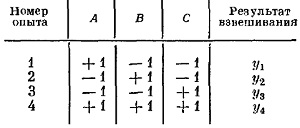 Номер опыта A B C Результат взвешивания
1 +1 −1 −1 y₁
2 −1 +1 −1 y₂
3 −1 −1 +1 y₃
4 +1 +1 +1 y₄